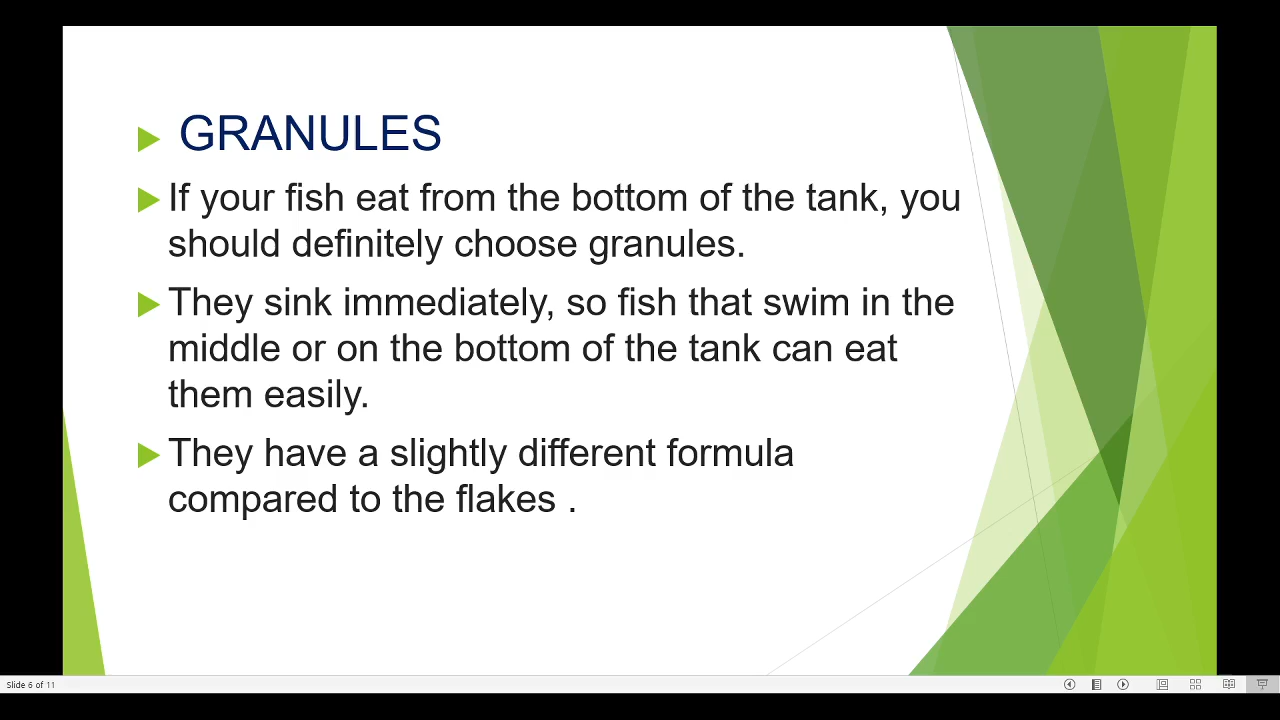 GRANULES
If your fish eat from the bottom of the tank, you
should definitely choose granules.
They sink immediately, so fish that swim in the
middle or on the bottom of the tank can eat
them easily.
They have a slightly different formula
compared to the flakes .
Slide 6 of 11